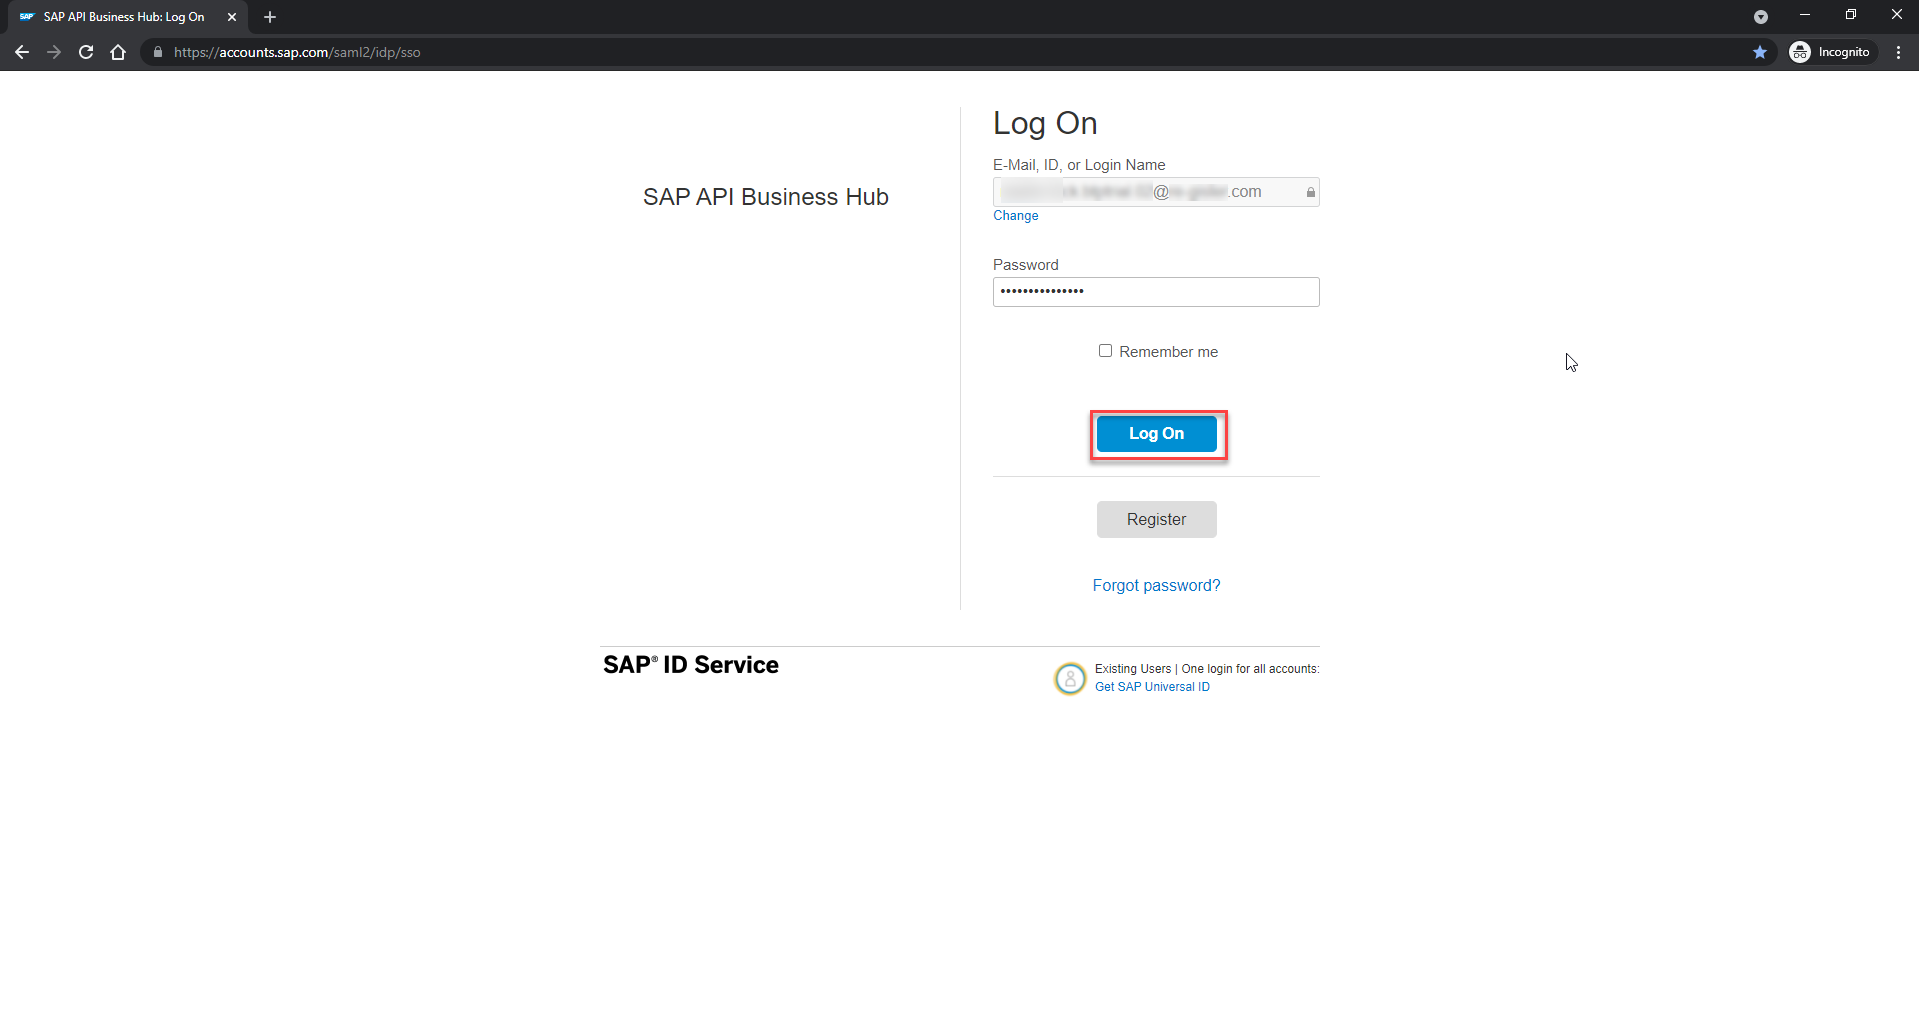 SAP API Business Hub: Log On
https://accounts.sap.com/saml2/idp/sso
Incognito
SAP API Business Hub
Log On
E-Mail, ID, or Login Name
@ .com
Change
Password
Remember me
Log On
Register
Forgot password?
SAP® ID Service
Existing Users | One login for all accounts:
Get SAP Universal ID